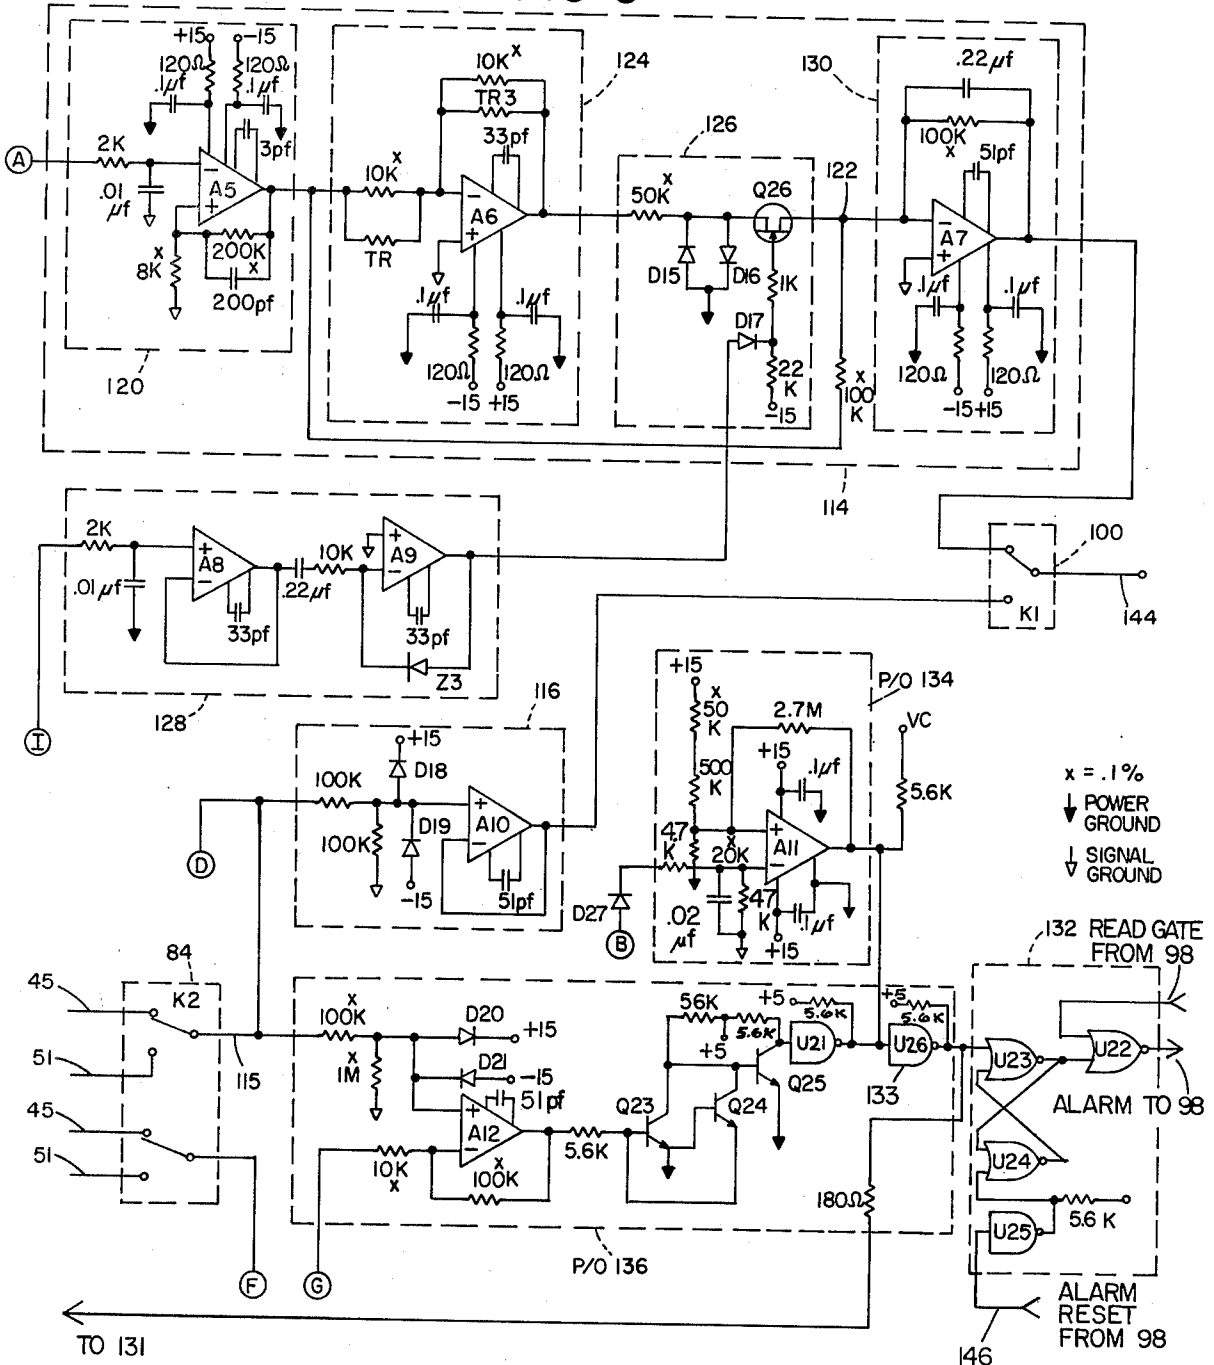 +15 -15
120Ω 120Ω
.1μf .1μf
3pf
2K
A
.01 μf
-
A5
+
200K
x
8K
x
200pf
120
10K x
TR3
33pf
10K x
-
A6
+
TR
.1μf .1μf
120Ω 120Ω
-15 +15
124
126
50K x
Q26
D15 D16
1K
D17
22 K
-15
122
x
100 K
130
.22μf
100K
x
51pf
-
A7
+
.1μf .1μf
120Ω 120Ω
-15 +15
114
2K
+
A8
-
.01μf
33pf
.22μf
10K
+
A9
-
33pf
Z3
128
I
100
K1
144
116
+15
D18
100K
D19
100K
-15
+
A10
-
51pf
D
P/O 134
+15
x
50 K
500 K
2.7M
+15
.1μf
VC
5.6K
47 K
x
20K
+
A11
-
D27
B
.02 μf
47 K
.1μf
+15
x = .1%
POWER GROUND
SIGNAL GROUND
84
K2
45
51
45
51
115
F
G
x
100K
D20
+15
x
1M
D21
-15
51pf
+
A12
-
10K
x
x
100K
5.6K
Q23
Q24
Q25
56K
5.6K
+5
+5
5.6K
U21
+5
5.6K
U26
133
180Ω
P/O 136
132 READ GATE
FROM 98
U23
U22
98
ALARM TO 98
U24
5.6 K
U25
ALARM
RESET
FROM 98
146
TO 131